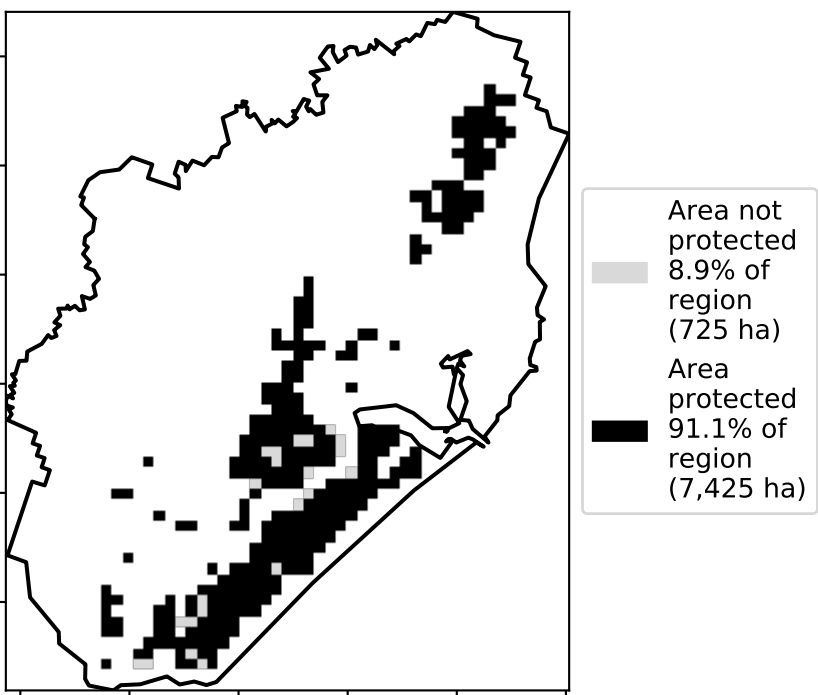 Area not
protected
8.9% of
region
(725 ha)
Area
protected
91.1% of
region
(7,425 ha)